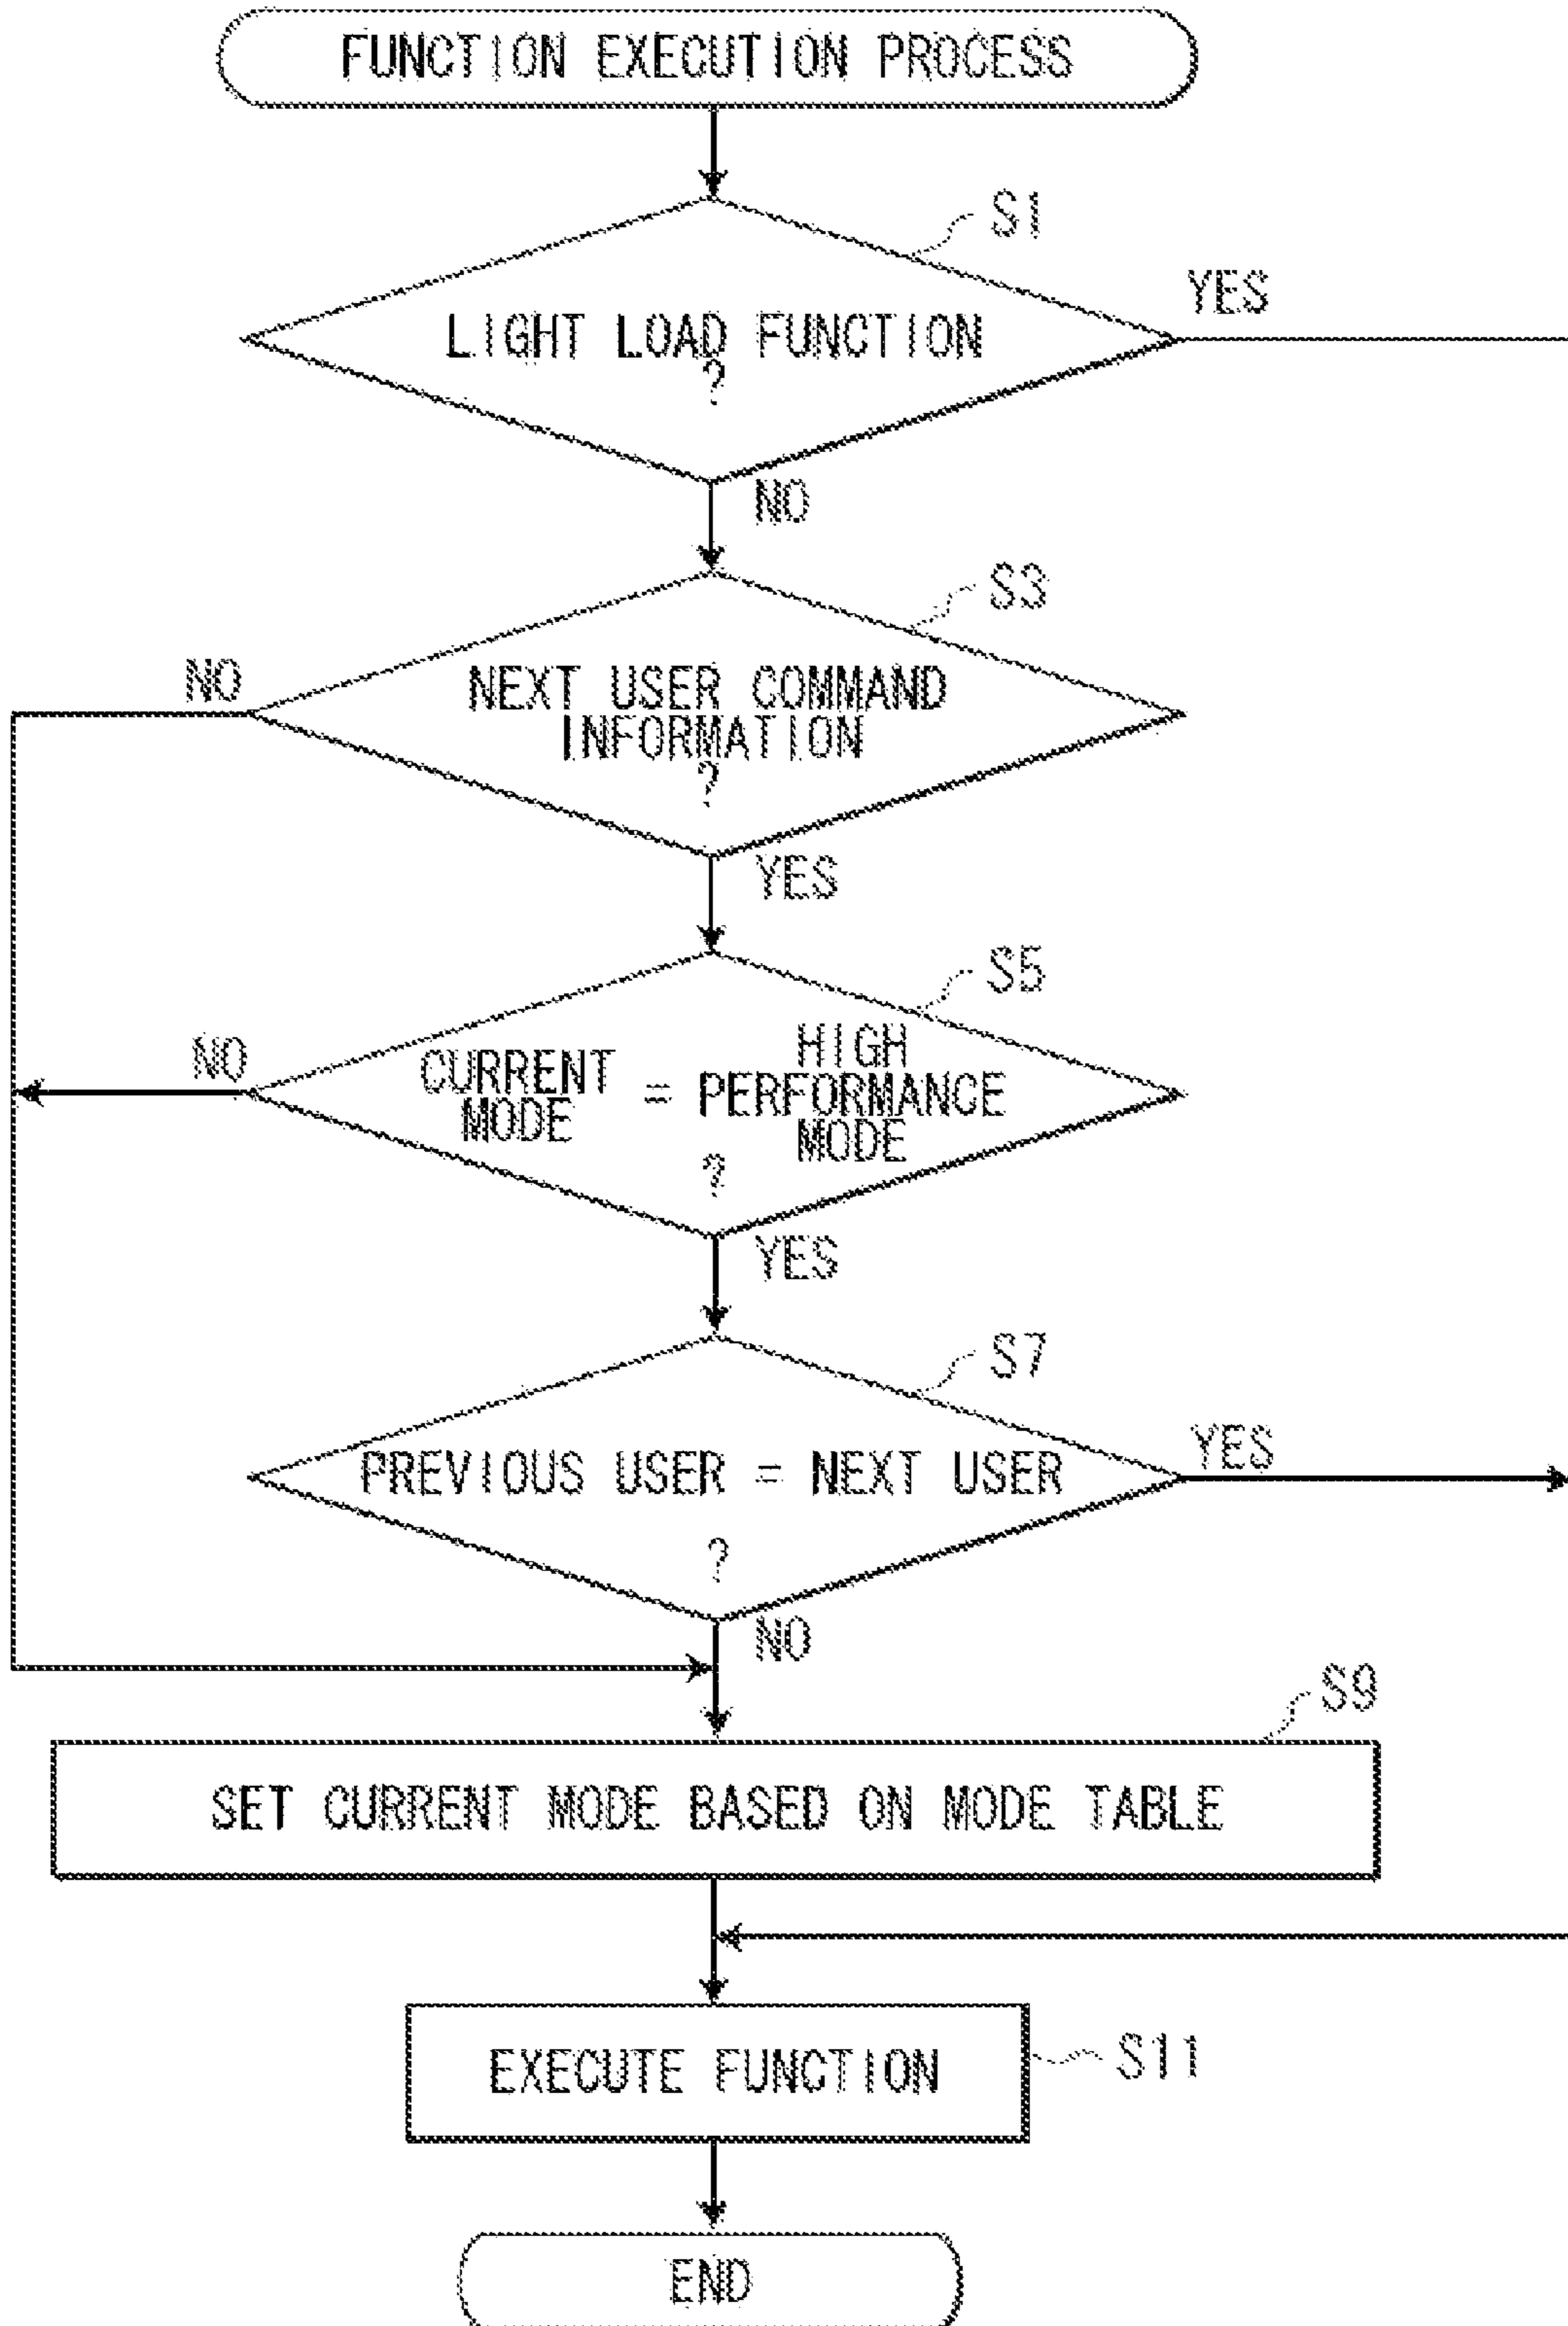 FUNCTION EXECUTION PROCESS
S1
YES
LIGHT LOAD FUNCTION
?
NO
S3
NO
NEXT USER COMMAND
INFORMATION
?
YES
S5
NO
CURRENT MODE = HIGH PERFORMANCE MODE
?
YES
S7
YES
PREVIOUS USER = NEXT USER
?
NO
S9
SET CURRENT MODE BASED ON MODE TABLE
EXECUTE FUNCTION
S11
END